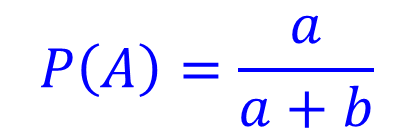 P(A) = a / (a + b)